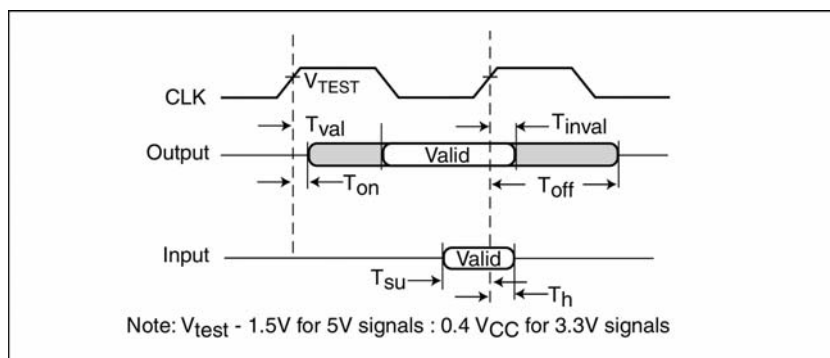 CLK
VTEST
Tval
Tinval
Output
Valid
Ton
Toff
Input
Valid
Tsu
Th
Note: Vtest - 1.5V for 5V signals : 0.4 VCC for 3.3V signals